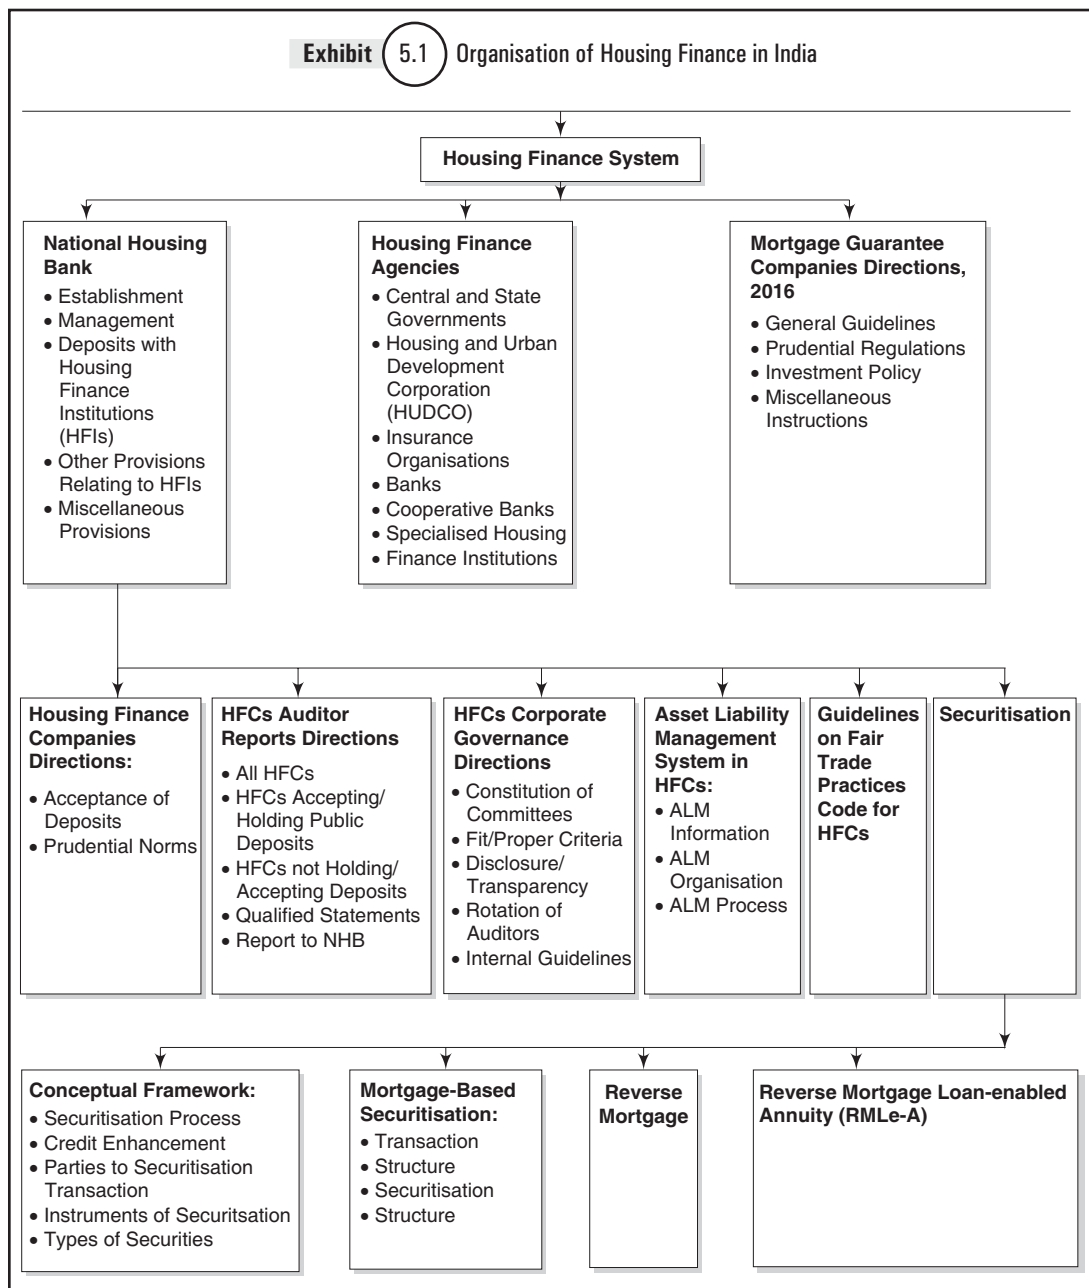 Exhibit 5.1 Organisation of Housing Finance in India
Housing Finance System
National Housing
Bank
• Establishment
• Management
• Deposits with
Housing
Finance
Institutions
(HFIs)
• Other Provisions
Relating to HFIs
• Miscellaneous
Provisions
Housing Finance
Agencies
• Central and State
Governments
• Housing and Urban
Development
Corporation
(HUDCO)
• Insurance
Organisations
• Banks
• Cooperative Banks
• Specialised Housing
• Finance Institutions
Mortgage Guarantee
Companies Directions,
2016
• General Guidelines
• Prudential Regulations
• Investment Policy
• Miscellaneous
Instructions
Housing Finance
Companies
Directions:
• Acceptance of
Deposits
• Prudential Norms
HFCs Auditor
Reports Directions
• All HFCs
• HFCs Accepting/
Holding Public
Deposits
• HFCs not Holding/
Accepting Deposits
• Qualified Statements
• Report to NHB
HFCs Corporate
Governance
Directions
• Constitution of
Committees
• Fit/Proper Criteria
• Disclosure/
Transparency
• Rotation of
Auditors
• Internal Guidelines
Asset Liability
Management
System in
HFCs:
• ALM
Information
• ALM
Organisation
• ALM Process
Guidelines
on Fair
Trade
Practices
Code for
HFCs
Securitisation
Conceptual Framework:
• Securitisation Process
• Credit Enhancement
• Parties to Securitisation
Transaction
• Instruments of Securitsation
• Types of Securities
Mortgage-Based
Securitisation:
• Transaction
• Structure
• Securitisation
• Structure
Reverse
Mortgage
Reverse Mortgage Loan-enabled
Annuity (RMLe-A)